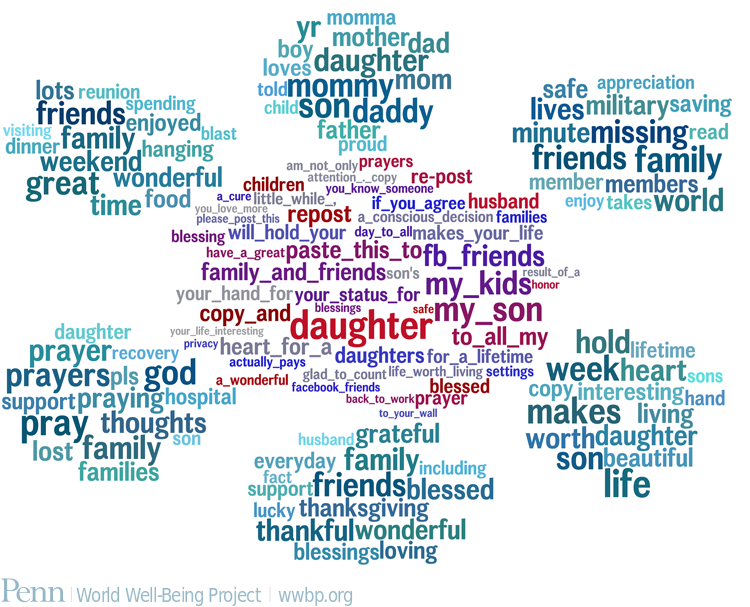 momma
yr mother dad
boy daughter
loves
mommy mom
told
child son daddy
father
proud
lots reunion
friends spending
enjoyed
visiting family blast
dinner hanging
weekend
great wonderful
time food
safe appreciation
lives military saving
minute missing read
friends family
member members
enjoy takes world
am_not_only prayers
attention_._copy re-post
children you_know_someone
a_cure little_while_, if_you_agree husband
you_love_more repost a_conscious_decision families
please_post_this
blessing will_hold_your day_to_all makes_your_life
have_a_great paste_this_to fb_friends
family_and_friends son's my_kids result_of_a
honor
your_hand_for your_status_for
copy_and blessings safe my_son
daughter
your_life_interesting to_all_my
privacy heart_for_a daughters for_a_lifetime
actually_pays
glad_to_count life_worth_living settings
a_wonderful facebook_friends blessed
back_to_work prayer
to_your_wall
daughter
prayer recovery
prayers pls god
support praying hospital
pray thoughts
lost family son
families
husband grateful
everyday family including
fact
support friends blessed
lucky thanksgiving
thankful wonderful
blessings loving
hold lifetime
week heart sons
copy interesting hand
makes living
worth daughter
son beautiful
life
Penn | World Well-Being Project | wwbp.org